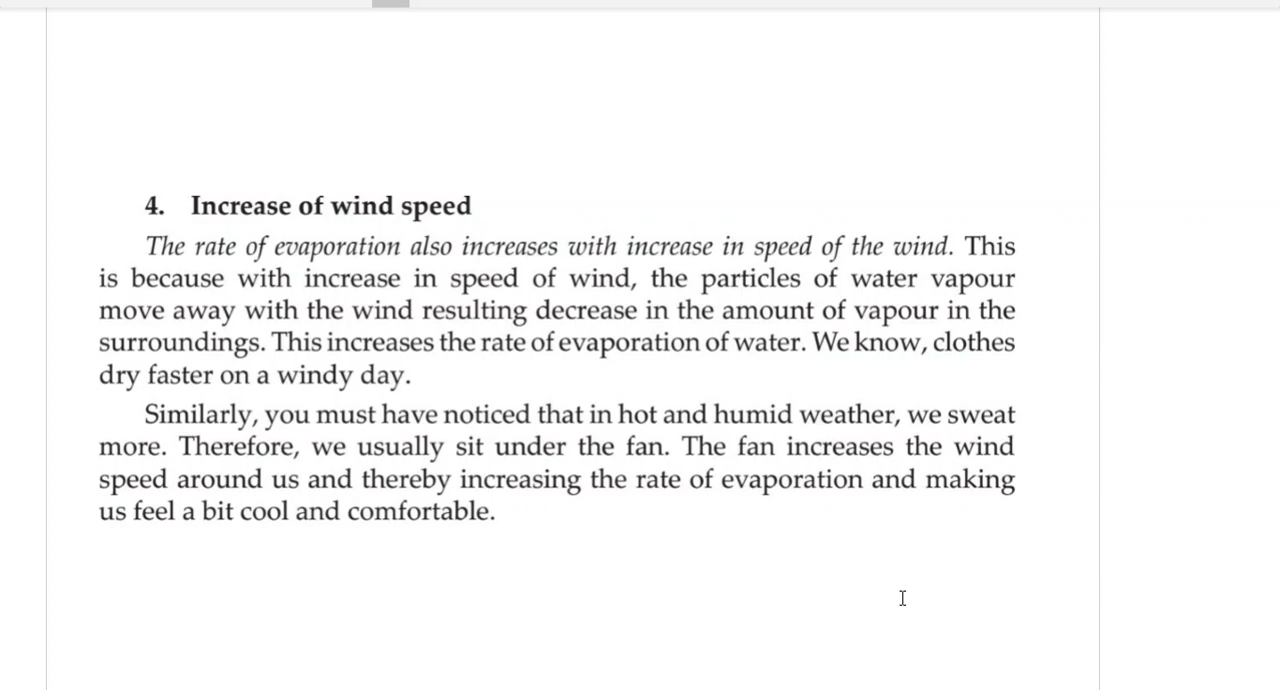 4. Increase of wind speed
The rate of evaporation also increases with increase in speed of the wind. This
is because with increase in speed of wind, the particles of water vapour
move away with the wind resulting decrease in the amount of vapour in the
surroundings. This increases the rate of evaporation of water. We know, clothes
dry faster on a windy day.
Similarly, you must have noticed that in hot and humid weather, we sweat
more. Therefore, we usually sit under the fan. The fan increases the wind
speed around us and thereby increasing the rate of evaporation and making
us feel a bit cool and comfortable.